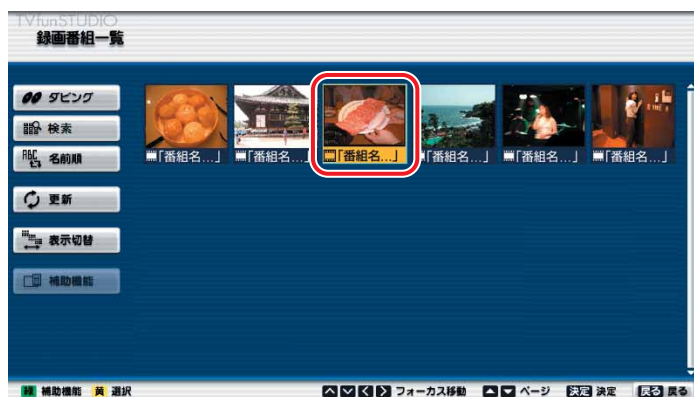 TVfunSTUDIO
録画番組一覧
ダビング
検索
ABC 名前順
更新
表示切替
補助機能
「番組名...」 「番組名...」 「番組名...」 「番組名...」 「番組名...」 「番組名...」
緑 補助機能 黄 選択 フォーカス移動 ページ 決定 決定 戻る 戻る